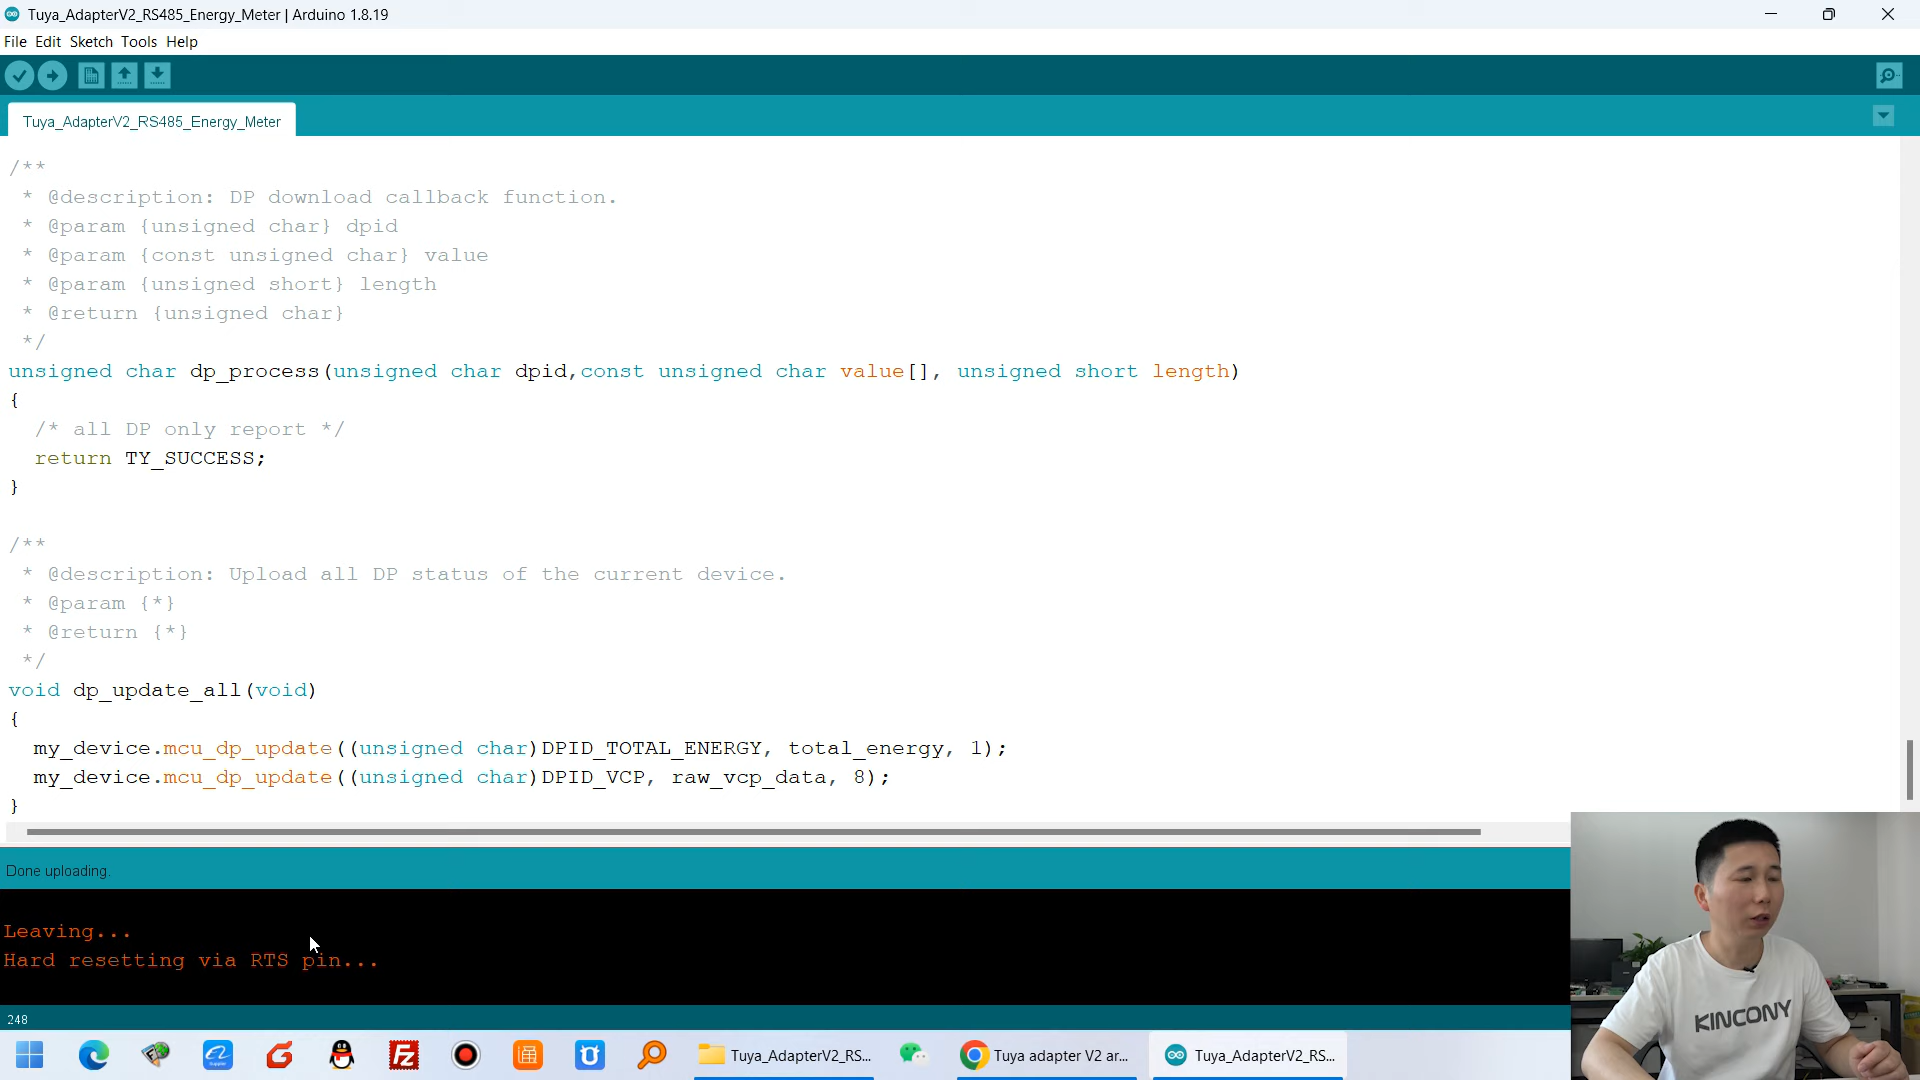 Tuya_AdapterV2_RS485_Energy_Meter | Arduino 1.8.19
File Edit Sketch Tools Help
Tuya_AdapterV2_RS485_Energy_Meter
/**
* @description: DP download callback function.
* @param {unsigned char} dpid
* @param {const unsigned char} value
* @param {unsigned short} length
* @return {unsigned char}
*/
unsigned char dp_process(unsigned char dpid,const unsigned char value[], unsigned short length)
{
/* all DP only report */
return TY_SUCCESS;
}
/**
* @description: Upload all DP status of the current device.
* @param {*}
* @return {*}
*/
void dp_update_all(void)
{
my_device.mcu_dp_update((unsigned char)DPID_TOTAL_ENERGY, total_energy, 1);
my_device.mcu_dp_update((unsigned char)DPID_VCP, raw_vcp_data, 8);
}
Done uploading.
Leaving...
Hard resetting via RTS pin...
248
KINCONY
Tuya_AdapterV2_RS...
Tuya adapter V2 ar...
Tuya_AdapterV2_RS...